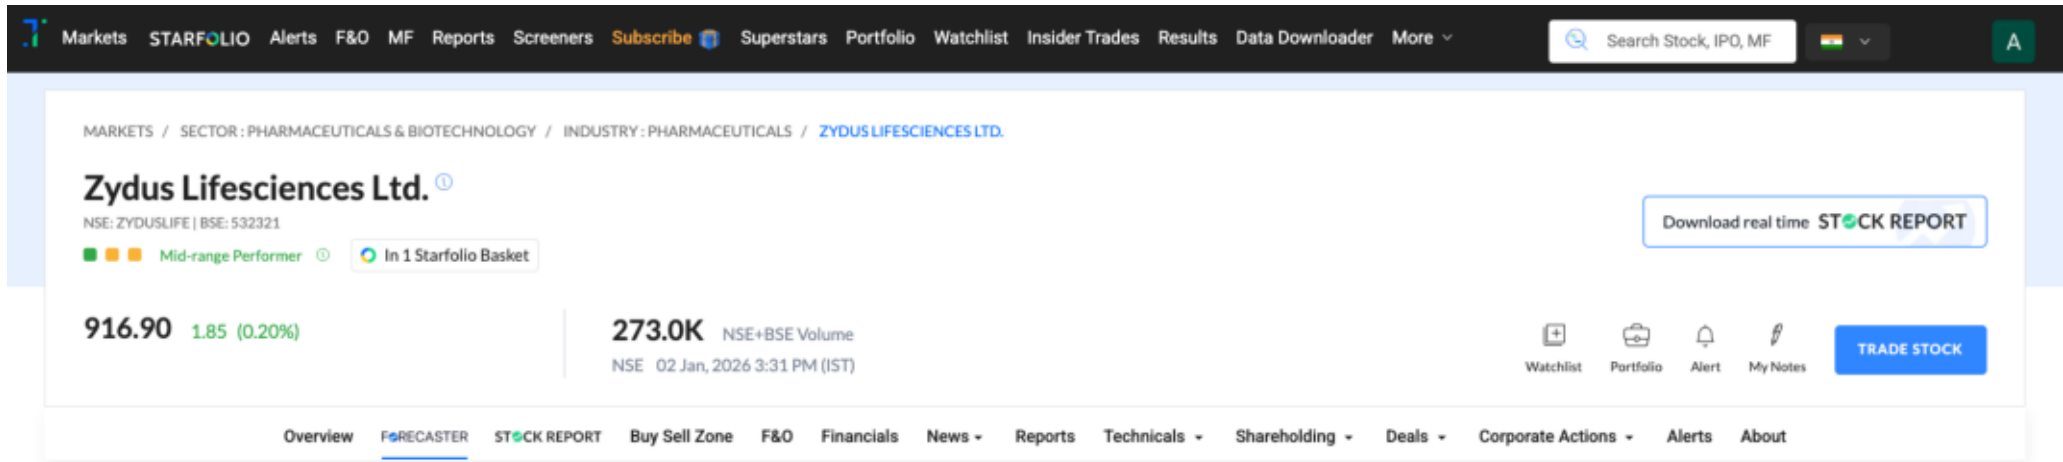 Markets STARFOLIO Alerts F&O MF Reports Screeners Subscribe Superstars Portfolio Watchlist Insider Trades Results Data Downloader More Search Stock, IPO, MF A
MARKETS / SECTOR : PHARMACEUTICALS & BIOTECHNOLOGY / INDUSTRY : PHARMACEUTICALS / ZYDUS LIFESCIENCES LTD.
Zydus Lifesciences Ltd.
NSE: ZYDUSLIFE | BSE: 532321
Mid-range Performer In 1 Starfolio Basket
Download real time STOCK REPORT
916.90 1.85 (0.20%)
273.0K NSE+BSE Volume
NSE 02 Jan, 2026 3:31 PM (IST)
Watchlist Portfolio Alert My Notes TRADE STOCK
Overview FORECASTER STOCK REPORT Buy Sell Zone F&O Financials News Reports Technicals Shareholding Deals Corporate Actions Alerts About